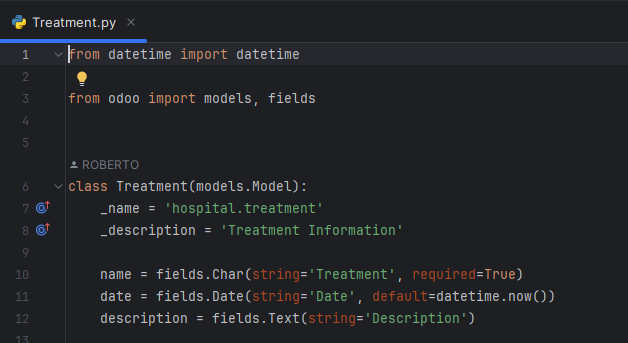 Treatment.py
1 from datetime import datetime
2
3 from odoo import models, fields
4
5
ROBERTO
6 class Treatment(models.Model):
7     _name = 'hospital.treatment'
8     _description = 'Treatment Information'
9
10     name = fields.Char(string='Treatment', required=True)
11     date = fields.Date(string='Date', default=datetime.now())
12     description = fields.Text(string='Description')
13